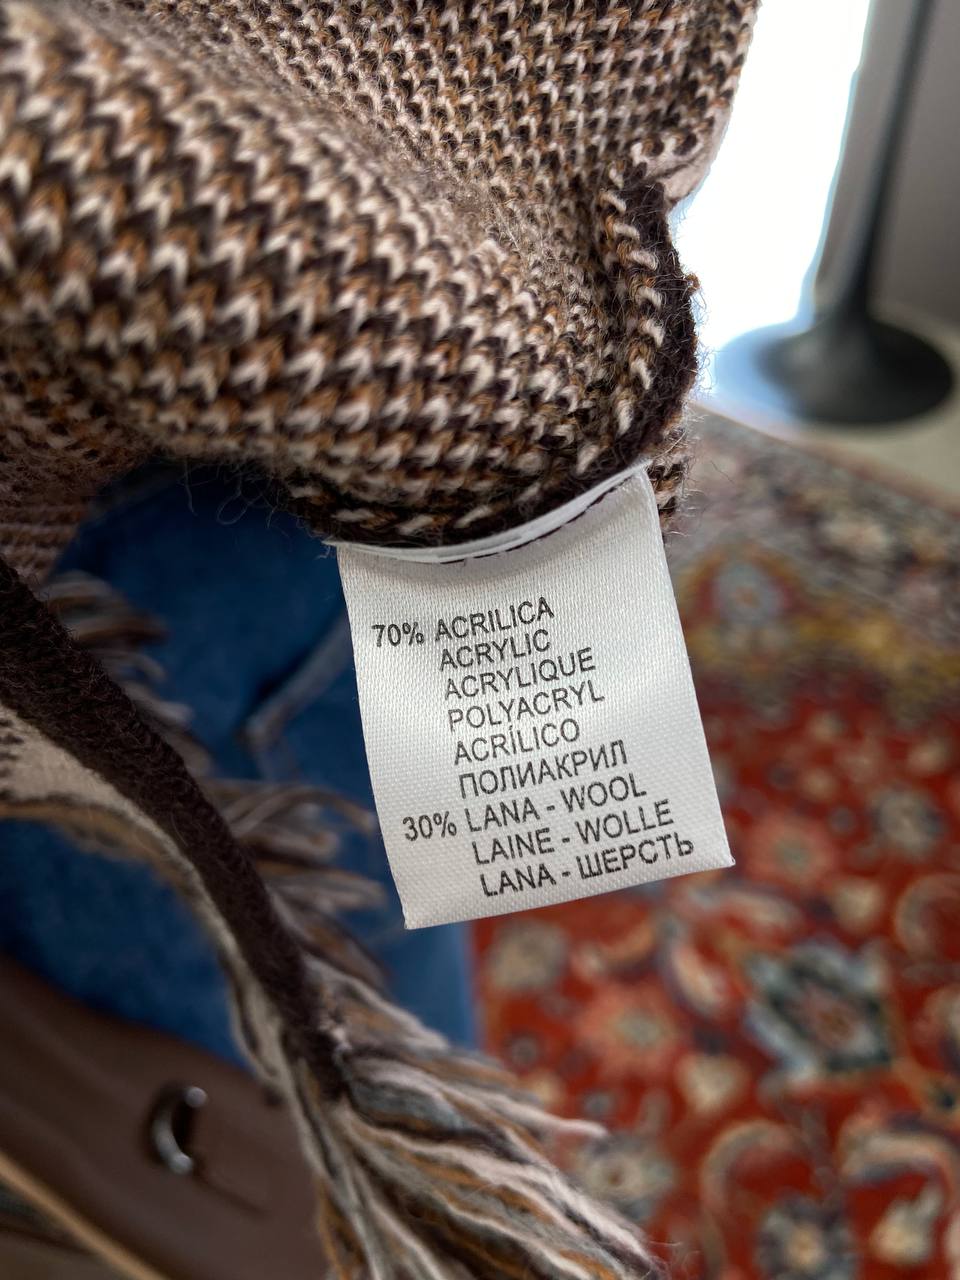 70% ACRILICA
ACRYLIC
ACRYLIQUE
POLYACRYL
ACRÍLICO
ПОЛИАКРИЛ
30% LANA - WOOL
LAINE - WOLLE
LANA - ШЕРСТЬ